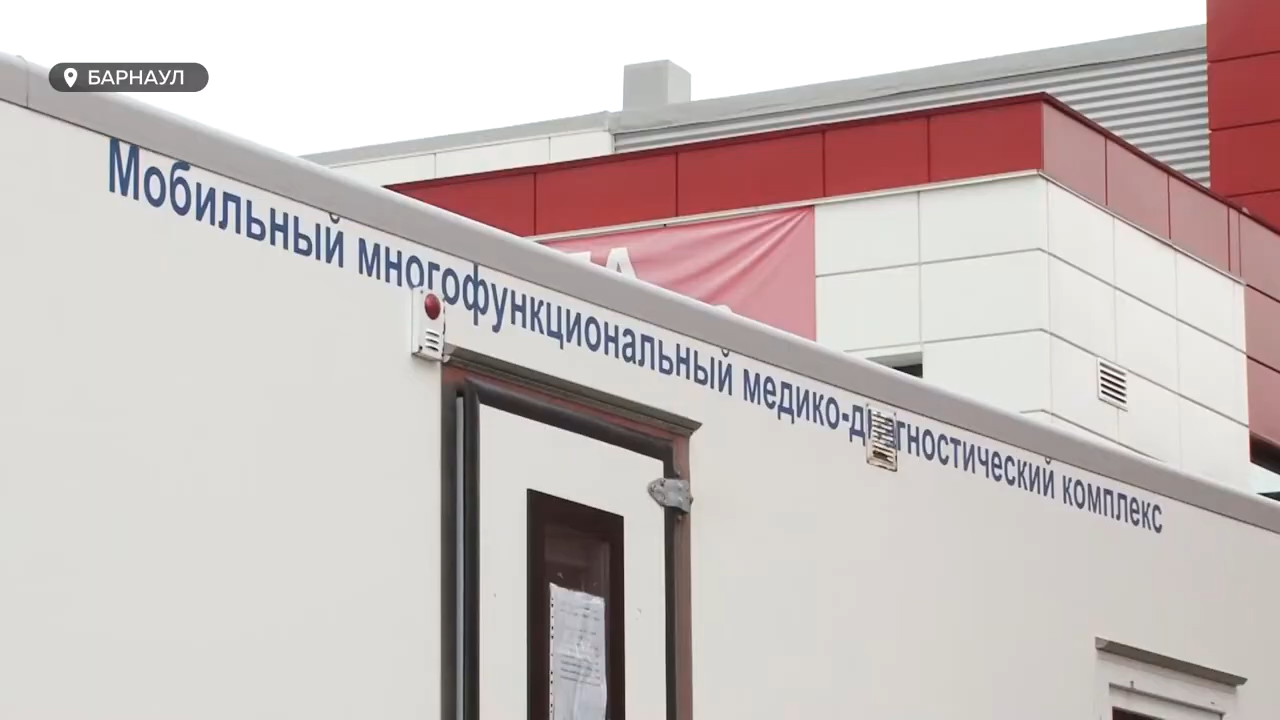 БАРНАУЛ
Мобильный многофункциональный медико-диагностический комплекс